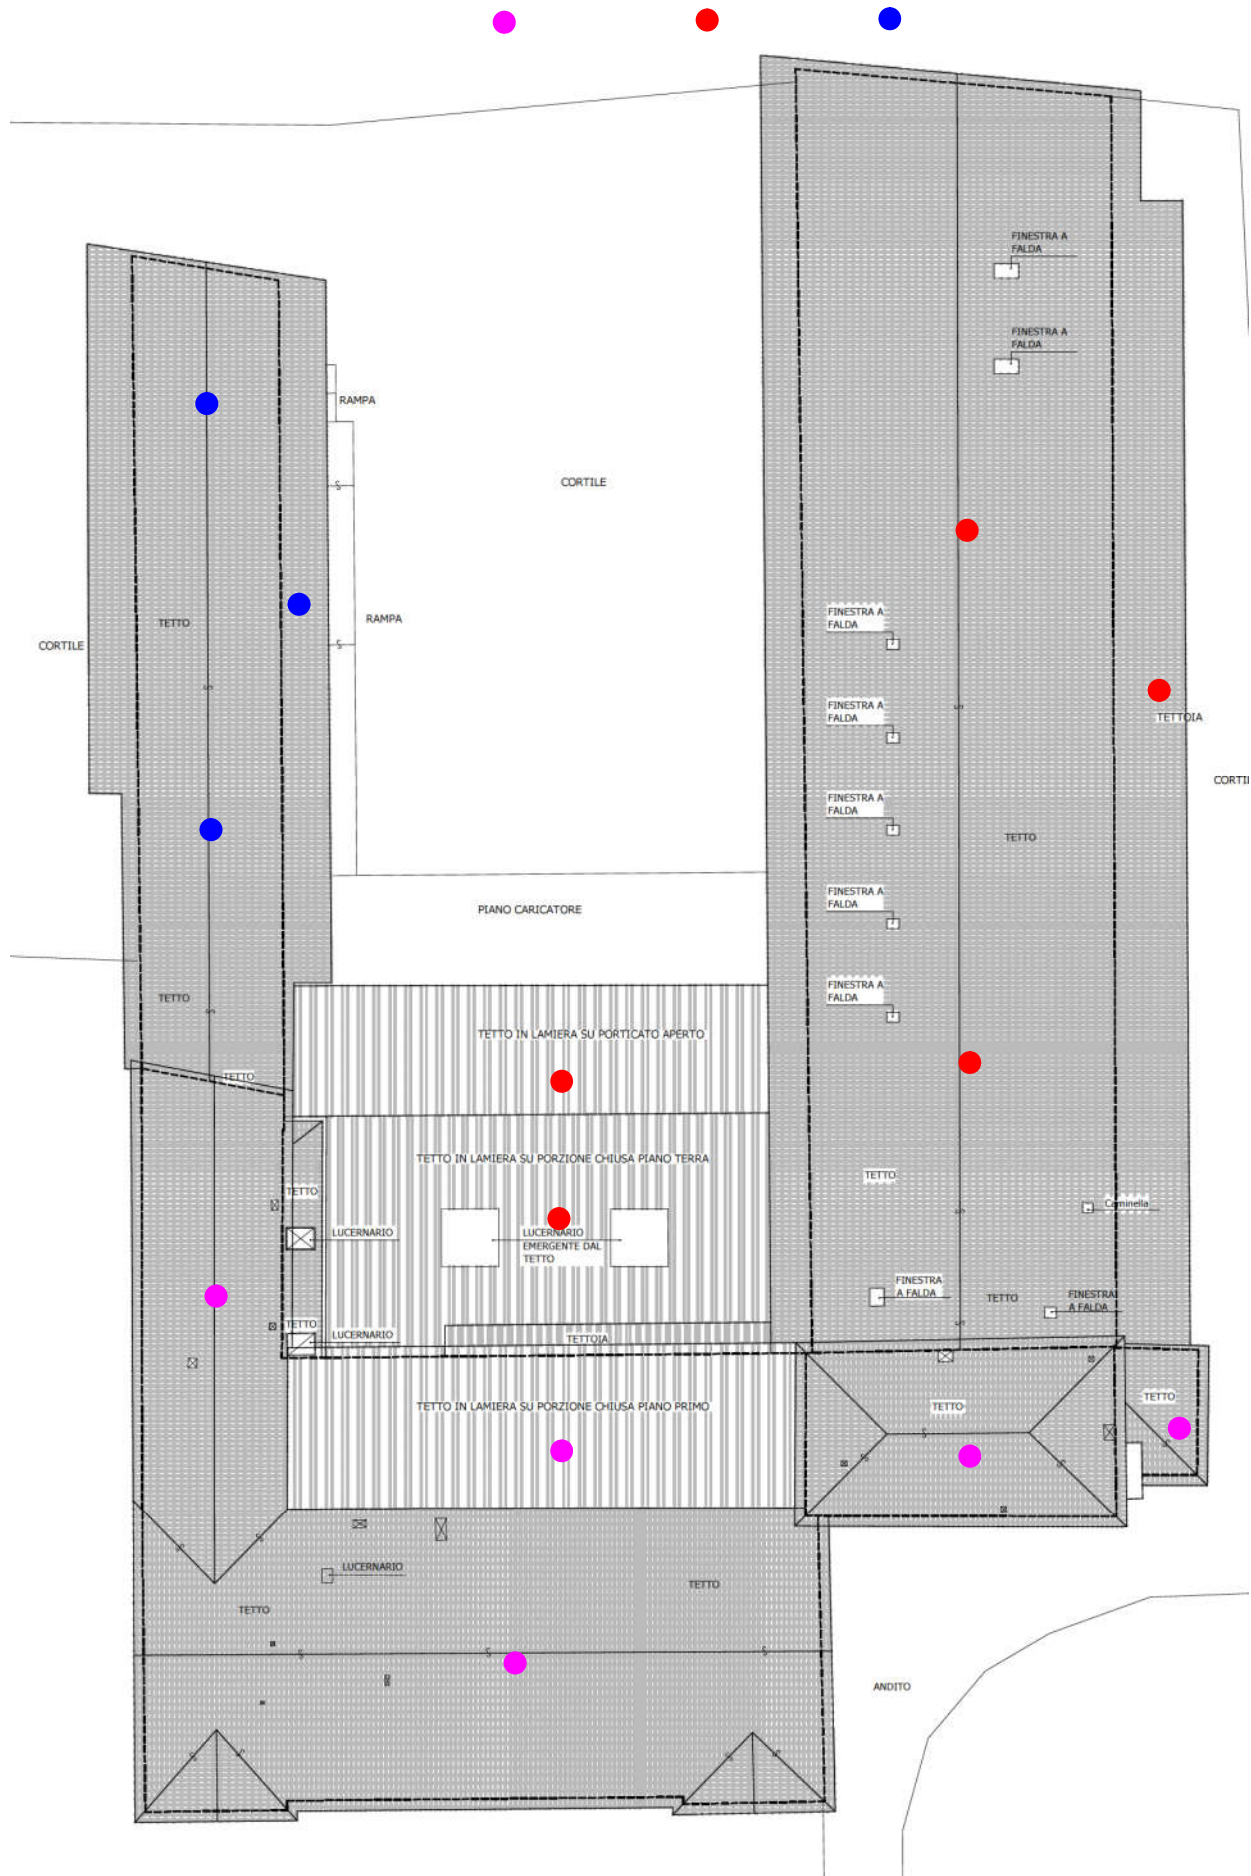 FINESTRA A
FALDA
FINESTRA A
FALDA
RAMPA
CORTILE
FINESTRA A
FALDA
TETTO
RAMPA
CORTILE
FINESTRA A
FALDA
TETTOIA
FINESTRA A
FALDA
TETTO
FINESTRA A
FALDA
PIANO CARICATORE
FINESTRA A
FALDA
TETTO
TETTO IN LAMIERA SU PORTICATO APERTO
TETTO
TETTO IN LAMIERA SU PORZIONE CHIUSA PIANO TERRA
TETTO
TETTO
Caminella
LUCERNARIO
LUCERNARIO
EMERGENTE DAL
TETTO
FINESTRA
A FALDA
TETTO
FINESTRA
A FALDA
TETTO
LUCERNARIO
TETTOIA
TETTO
TETTO IN LAMIERA SU PORZIONE CHIUSA PIANO PRIMO
TETTO
LUCERNARIO
TETTO
TETTO
ANDITO